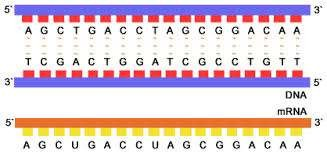 5' 3'
A G C T G A C C T A G C G G A C A A
T C G A C T G G A T C G C C T G T T
3' 5'
DNA
mRNA
5' 3'
A G C U G A C C U A G C G G A C A A